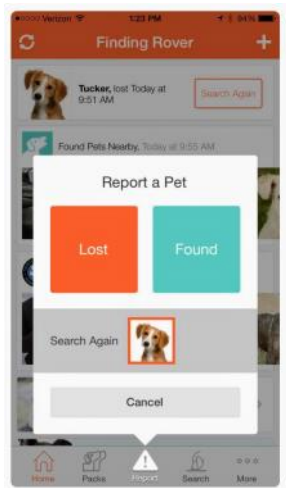 Verizon 1:23 PM 94%
Finding Rover
Tucker, lost Today at
9:51 AM
Search Again
Found Pets Nearby, Today at 9:55 AM
Report a Pet
Lost
Found
Search Again
Cancel
Home Packs Report Search More